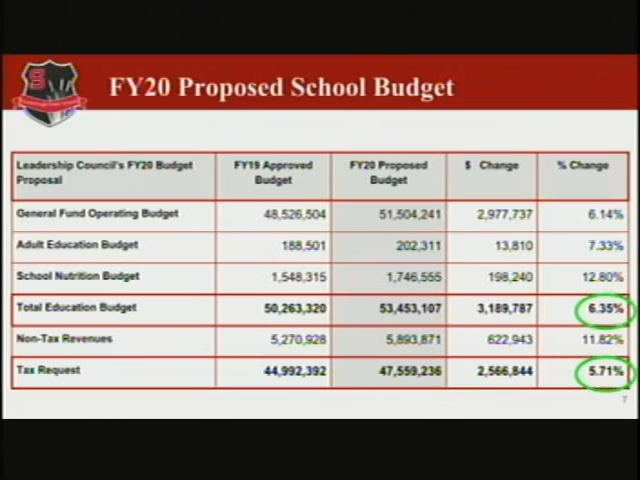 S
FY20 Proposed School Budget
Leadership Council's FY20 Budget Proposal FY19 Approved Budget FY20 Proposed Budget $ Change % Change
General Fund Operating Budget 48,526,504 51,504,241 2,977,737 6.14%
Adult Education Budget 188,501 202,311 13,810 7.33%
School Nutrition Budget 1,548,315 1,746,555 198,240 12.80%
Total Education Budget 50,263,320 53,453,107 3,189,787 6.35%
Non-Tax Revenues 5,270,928 5,893,871 622,943 11.82%
Tax Request 44,992,392 47,559,236 2,566,844 5.71%
7